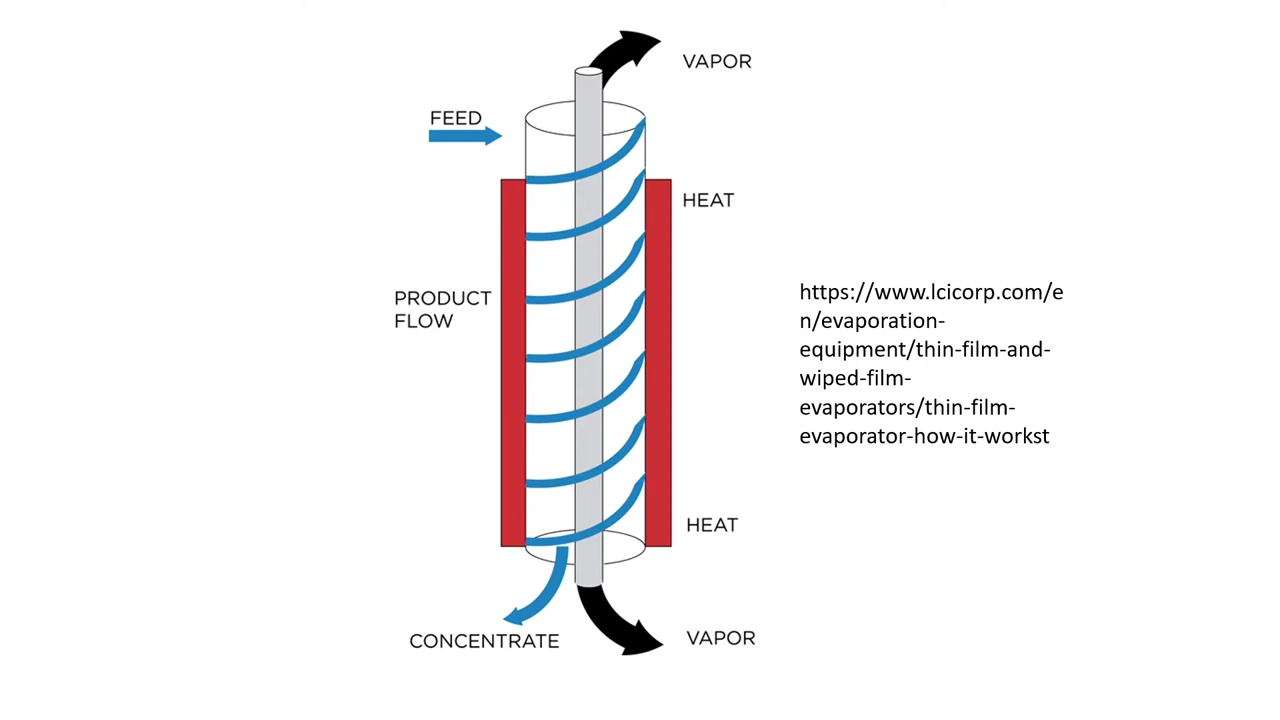 VAPOR
FEED
HEAT
PRODUCT
FLOW
https://www.lcicorp.com/e
n/evaporation-
equipment/thin-film-and-
wiped-film-
evaporators/thin-film-
evaporator-how-it-workst
HEAT
CONCENTRATE
VAPOR